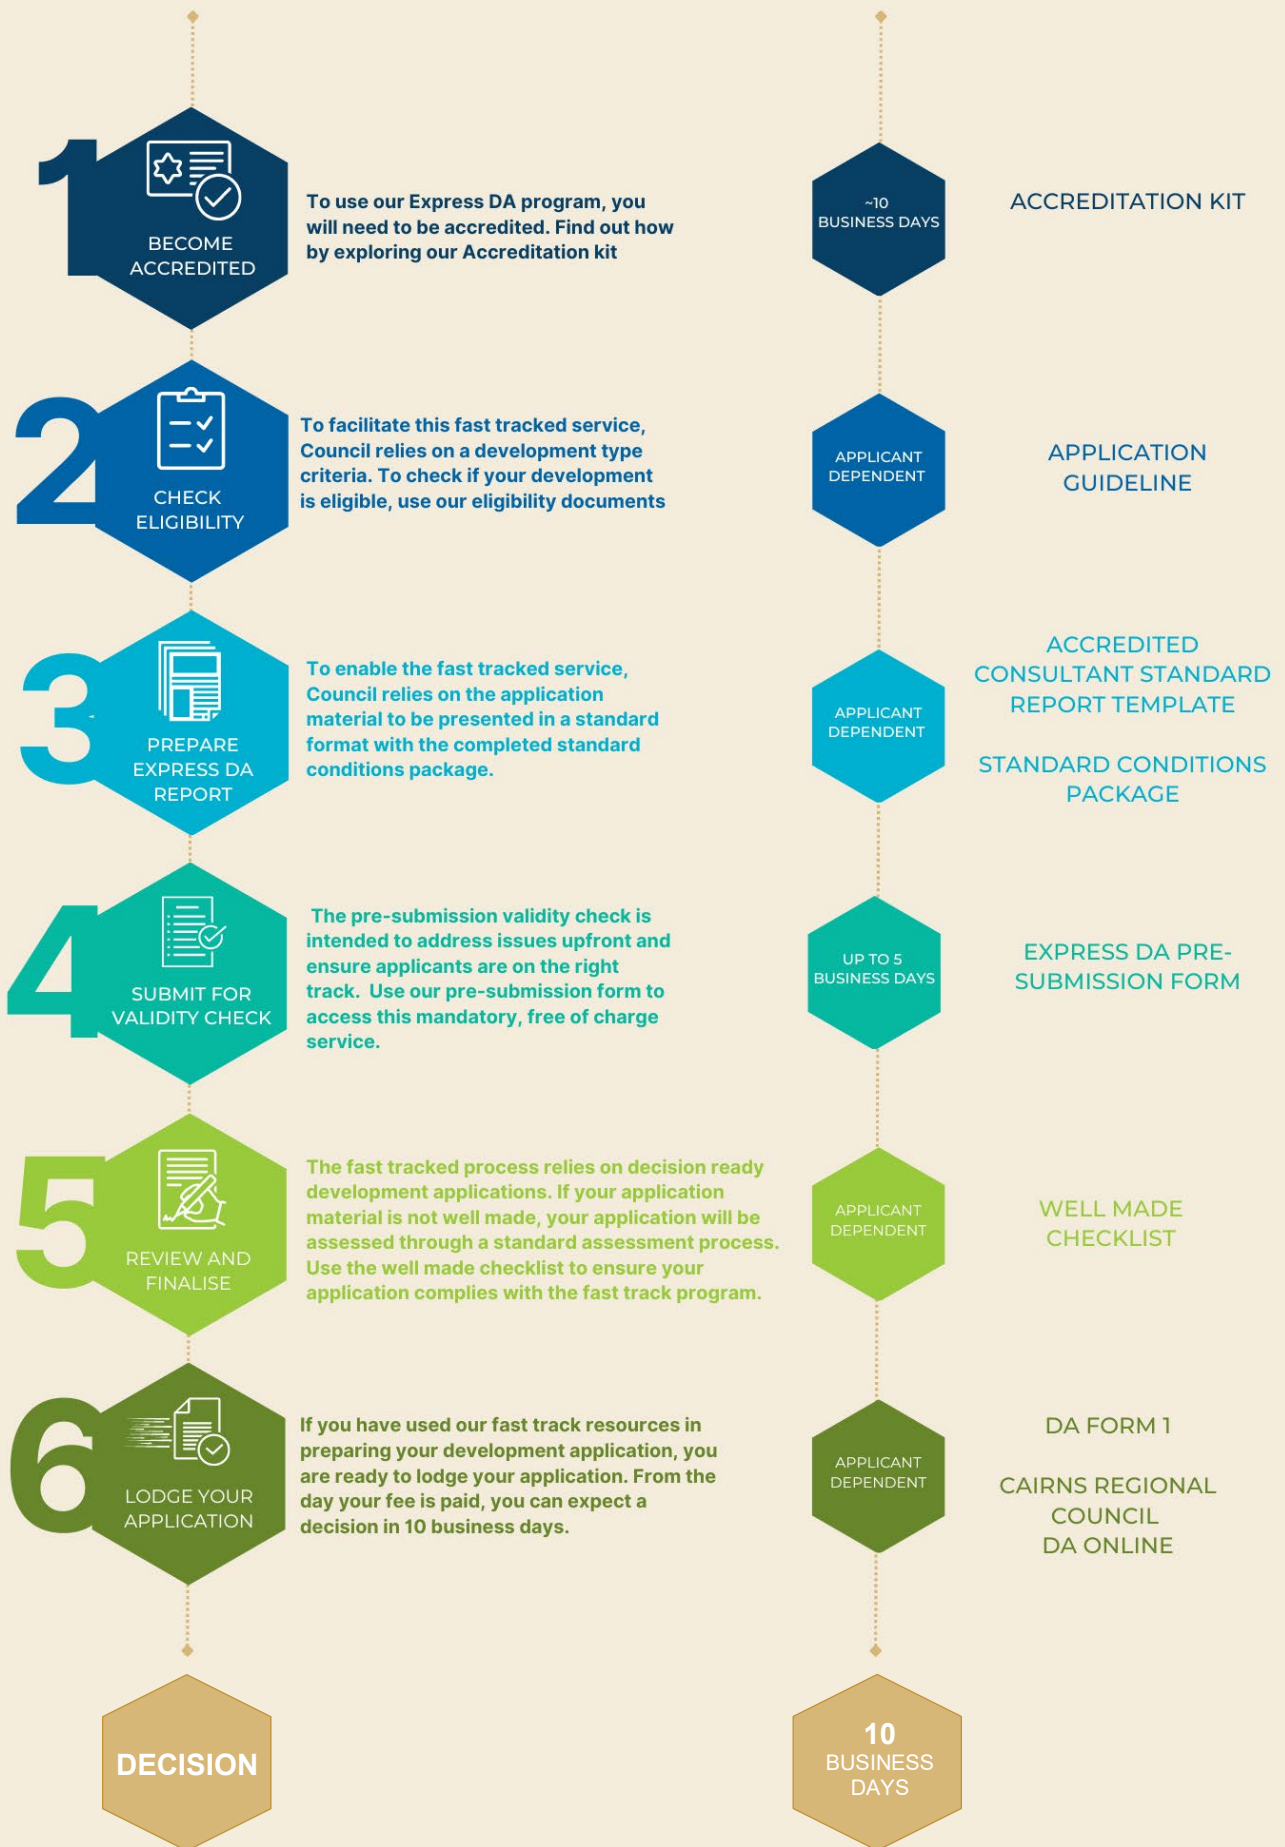 1
BECOME
ACCREDITED
To use our Express DA program, you
will need to be accredited. Find out how
by exploring our Accreditation kit
~10
BUSINESS DAYS
ACCREDITATION KIT
2
CHECK
ELIGIBILITY
To facilitate this fast tracked service,
Council relies on a development type
criteria. To check if your development
is eligible, use our eligibility documents
APPLICANT
DEPENDENT
APPLICATION
GUIDELINE
3
PREPARE
EXPRESS DA
REPORT
To enable the fast tracked service,
Council relies on the application
material to be presented in a standard
format with the completed standard
conditions package.
APPLICANT
DEPENDENT
ACCREDITED
CONSULTANT STANDARD
REPORT TEMPLATE
STANDARD CONDITIONS
PACKAGE
4
SUBMIT FOR
VALIDITY CHECK
The pre-submission validity check is
intended to address issues upfront and
ensure applicants are on the right
track. Use our pre-submission form to
access this mandatory, free of charge
service.
UP TO 5
BUSINESS DAYS
EXPRESS DA PRE-
SUBMISSION FORM
5
REVIEW AND
FINALISE
The fast tracked process relies on decision ready
development applications. If your application
material is not well made, your application will be
assessed through a standard assessment process.
Use the well made checklist to ensure your
application complies with the fast track program.
APPLICANT
DEPENDENT
WELL MADE
CHECKLIST
6
LODGE YOUR
APPLICATION
If you have used our fast track resources in
preparing your development application, you
are ready to lodge your application. From the
day your fee is paid, you can expect a
decision in 10 business days.
APPLICANT
DEPENDENT
DA FORM 1
CAIRNS REGIONAL
COUNCIL
DA ONLINE
DECISION
10
BUSINESS
DAYS